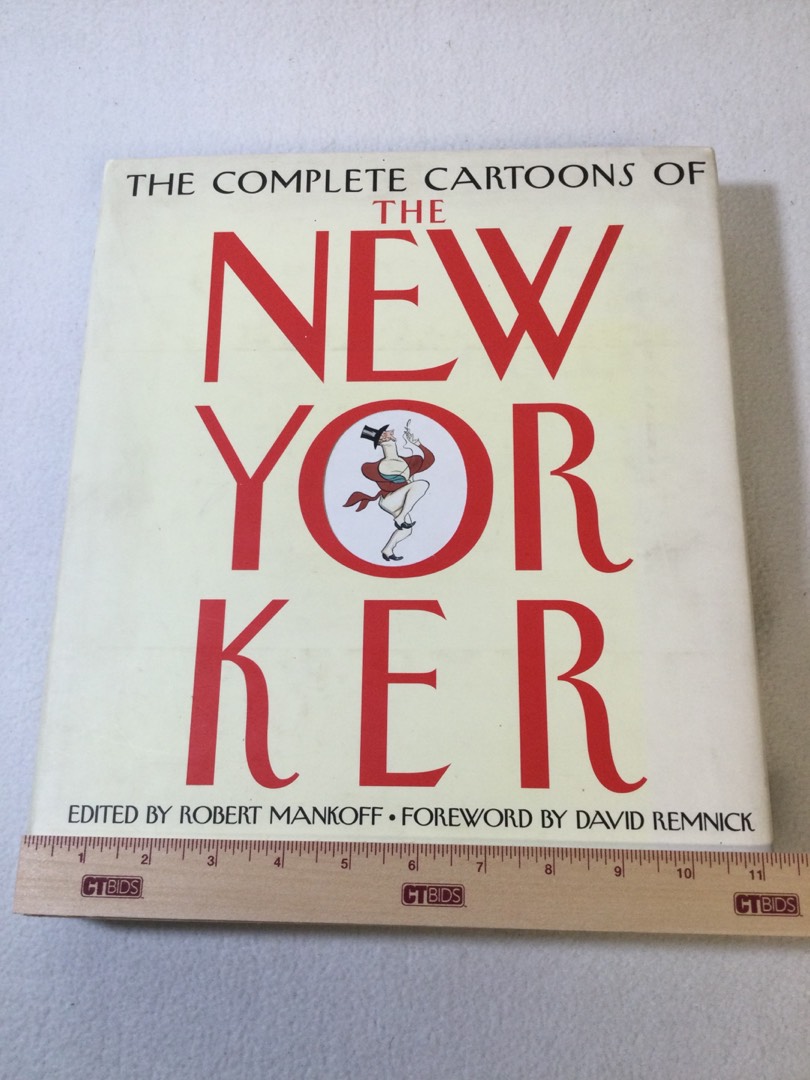 THE COMPLETE CARTOONS OF
THE
NEW
YOR
KER
EDITED BY ROBERT MANKOFF • FOREWORD BY DAVID REMNICK
1 2 3 4 5 6 7 8 9 10 11
CTBIDS CTBIDS CTBIDS